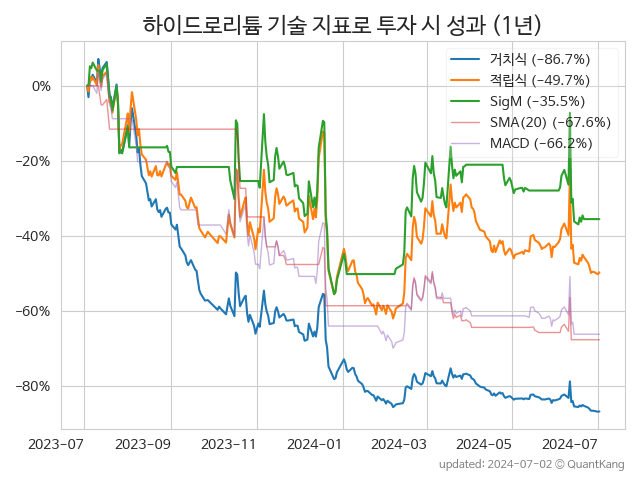 하이드로리튬 기술 지표로 투자 시 성과 (1년)
거치식 (−86.7%)
적립식 (−49.7%)
SigM (−35.5%)
SMA(20) (−67.6%)
MACD (−66.2%)
0%
−20%
−40%
−60%
−80%
2023-07
2023-09
2023-11
2024-01
2024-03
2024-05
2024-07
updated: 2024-07-02 © QuantKang